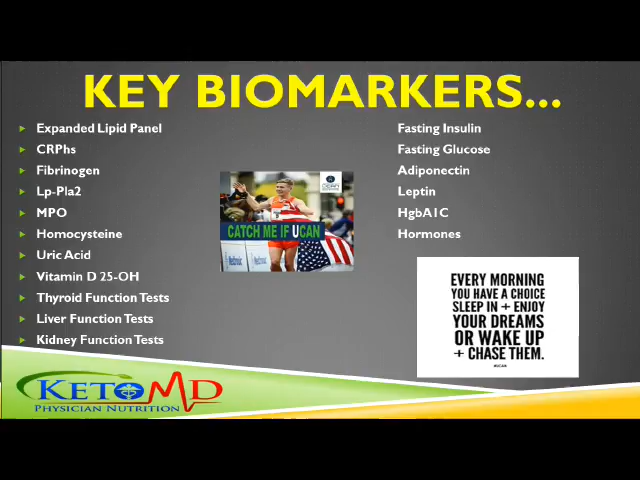 KEY BIOMARKERS...
Expanded Lipid Panel
CRPhs
Fibrinogen
Lp-Pla2
MPO
Homocysteine
Uric Acid
Vitamin D 25-OH
Thyroid Function Tests
Liver Function Tests
Kidney Function Tests
Fasting Insulin
Fasting Glucose
Adiponectin
Leptin
HgbA1C
Hormones
CATCH ME IF UCAN
EVERY MORNING
YOU HAVE A CHOICE
SLEEP IN + ENJOY
YOUR DREAMS
OR WAKE UP
+ CHASE THEM.
#UCAN
KETOMD
PHYSICIAN NUTRITION